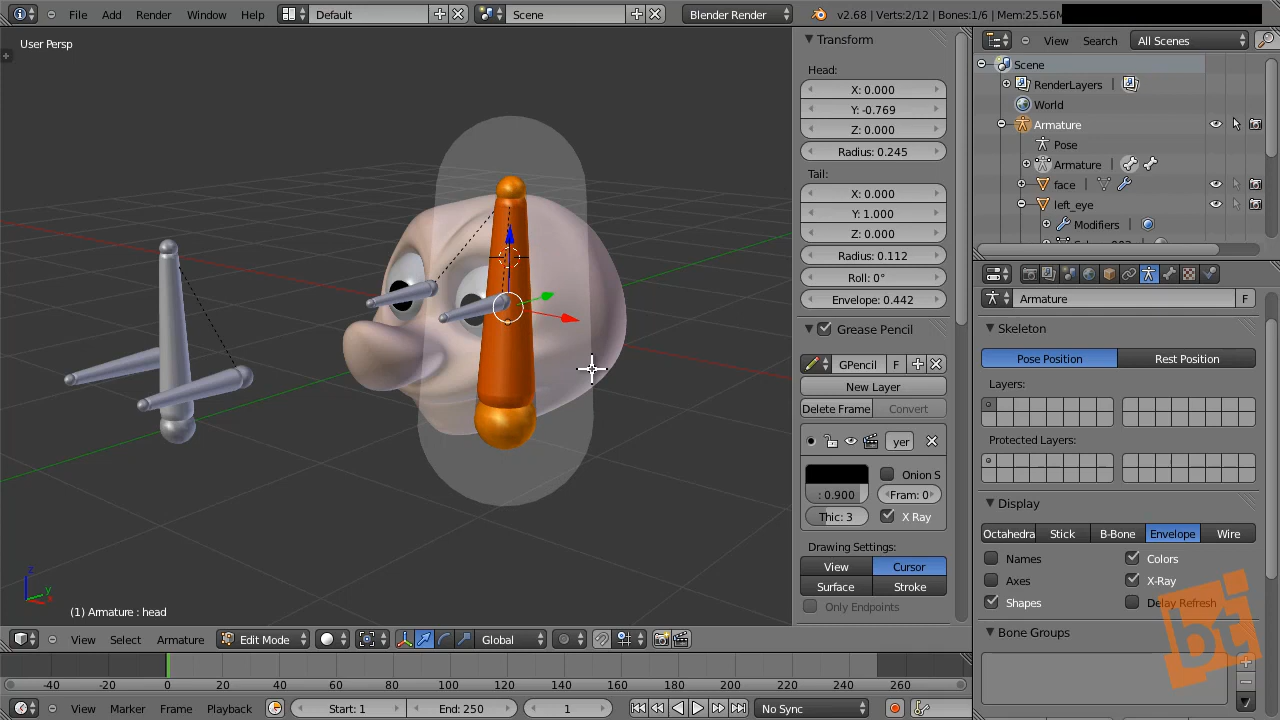 File Add Render Window Help Default Scene Blender Render v2.68 | Verts:2/12 | Bones:1/6 | Mem:25.56M
User Persp
Transform
Head:
X: 0.000
Y: -0.769
Z: 0.000
Radius: 0.245
Tail:
X: 0.000
Y: 1.000
Z: 0.000
Radius: 0.112
Roll: 0°
Envelope: 0.442
Grease Pencil
GPencil F
New Layer
Delete Frame Convert
yer
Onion S
: 0.900 Fram: 0
Thic: 3 X Ray
Drawing Settings:
View Cursor
Surface Stroke
Only Endpoints
View Search All Scenes
Scene
RenderLayers |
World
Armature
Pose
Armature |
face |
left_eye
Modifiers |
Armature F
Skeleton
Pose Position Rest Position
Layers:
Protected Layers:
Display
Octahedra Stick B-Bone Envelope Wire
Names Colors
Axes X-Ray
Shapes Delay Refresh
Bone Groups
bt
z
y
x
(1) Armature : head
View Select Armature Edit Mode Global
-40 -20 0 20 40 60 80 100 120 140 160 180 200 220 240 260
View Marker Frame Playback Start: 1 End: 250 1 No Sync